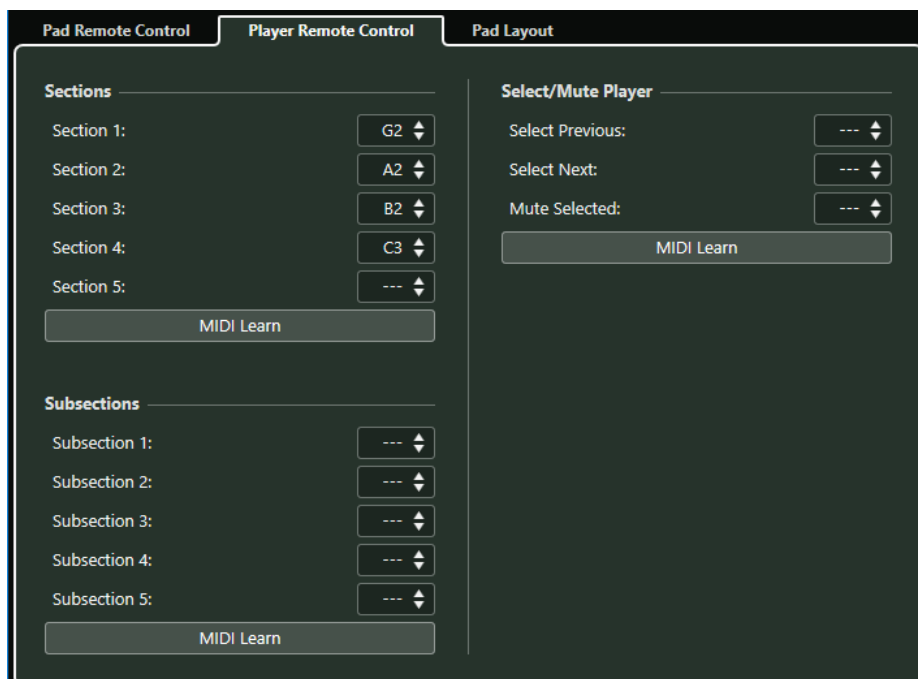 Pad Remote Control
Player Remote Control
Pad Layout
Sections
Section 1: G2
Section 2: A2
Section 3: B2
Section 4: C3
Section 5: ---
MIDI Learn
Subsections
Subsection 1: ---
Subsection 2: ---
Subsection 3: ---
Subsection 4: ---
Subsection 5: ---
MIDI Learn
Select/Mute Player
Select Previous: ---
Select Next: ---
Mute Selected: ---
MIDI Learn